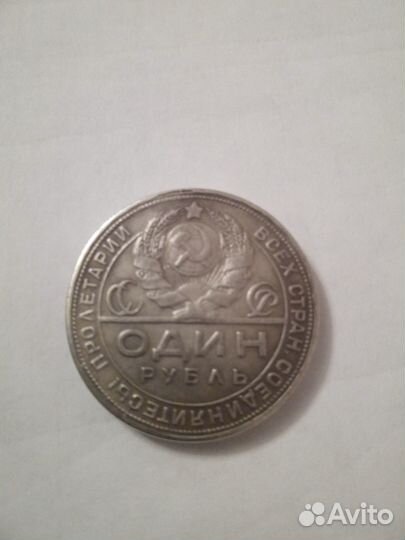 ПРОЛЕТАРИИ ВСЕХ СТРАН, СОЕДИНЯЙТЕСЬ!
СССР
ОДИН
РУБЛЬ
Avito